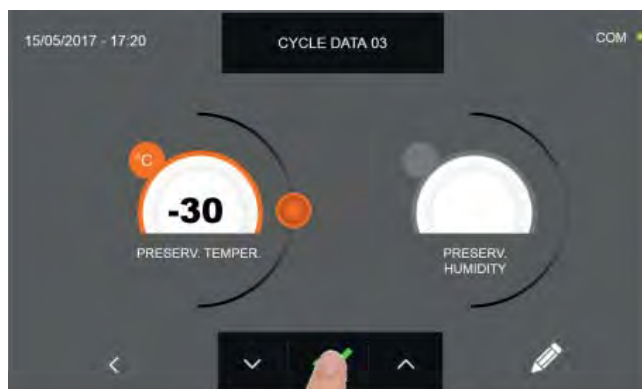 15/05/2017 - 17:20
CYCLE DATA 03
COM
°C
-30
PRESERV. TEMPER.
PRESERV.
HUMIDITY